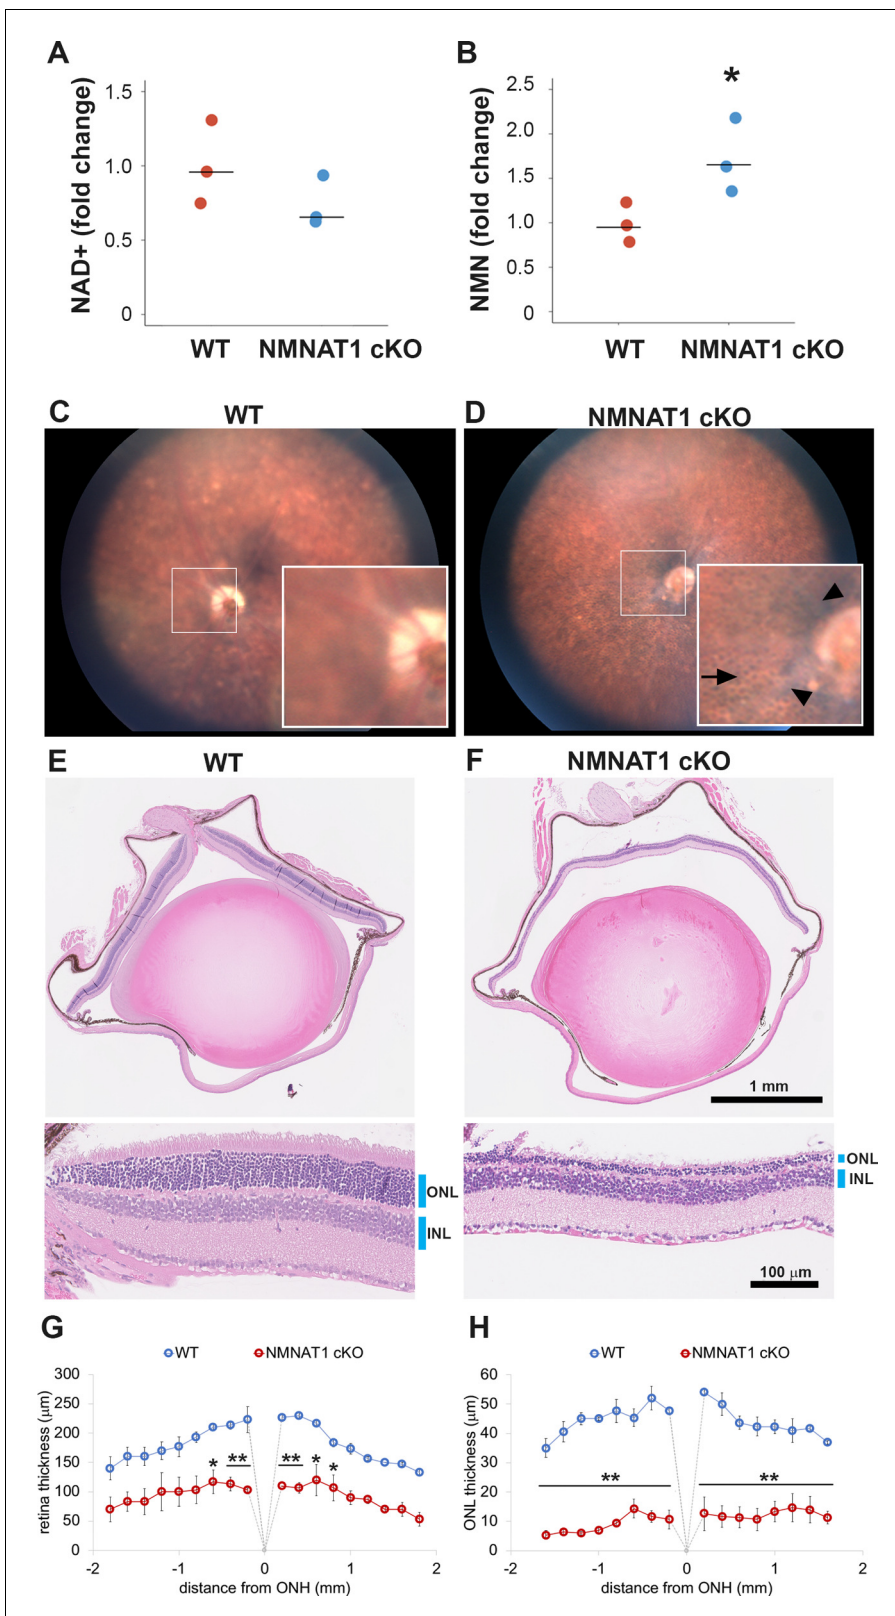 A
B
NAD+ (fold change)
1.5
1.0
0.5
0
WT
NMNAT1 cKO
NMN (fold change)
2.5
2.0
1.5
1.0
0.5
0
*
WT
NMNAT1 cKO
C
WT
D
NMNAT1 cKO
E
WT
F
NMNAT1 cKO
1 mm
ONL
INL
ONL
INL
100 µm
G
WT
NMNAT1 cKO
retina thickness (µm)
300
250
200
150
100
50
0
*
**
**
*
*
-2
-1
0
1
2
distance from ONH (mm)
H
WT
NMNAT1 cKO
ONL thickness (µm)
60
50
40
30
20
10
0
**
**
-2
-1
0
1
2
distance from ONH (mm)